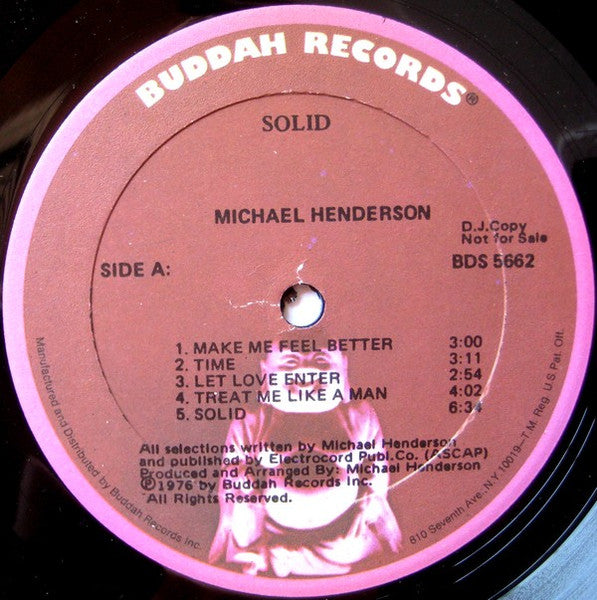 BUDDAH RECORDS®
SOLID
MICHAEL HENDERSON
D.J.Copy
Not for Sale
SIDE A:
BDS 5662
1. MAKE ME FEEL BETTER 3:00
2. TIME 3:11
3. LET LOVE ENTER 2:54
4. TREAT ME LIKE A MAN 4:02
5. SOLID 6:34
All selections written by Michael Henderson
and published by Electrocord Publ.Co. (ASCAP)
Produced and Arranged By: Michael Henderson
℗1976 by Buddah Records Inc.
All Rights Reserved.
Manufactured and Distributed by Buddah Records Inc.
810 Seventh Ave., N.Y. 10019—T.M. Reg. U.S Pat. Off.